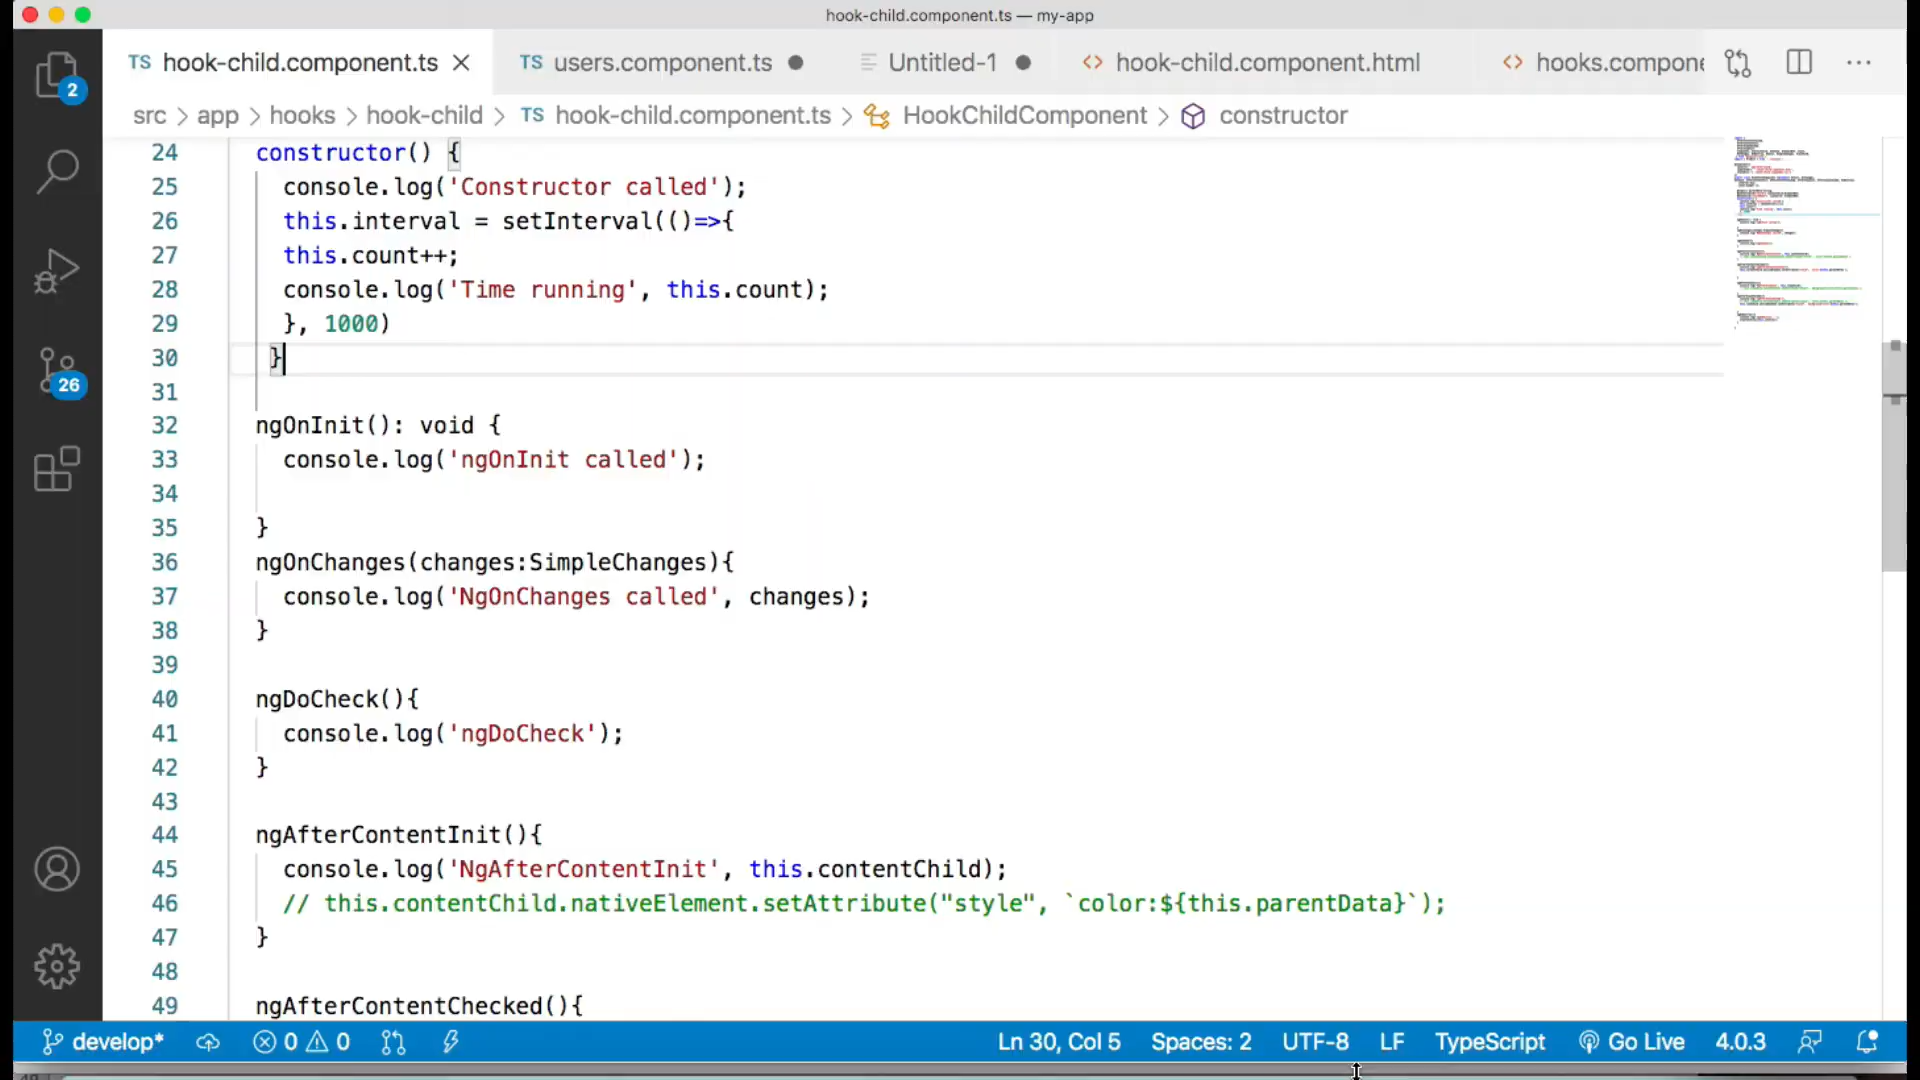 hook-child.component.ts — my-app
TS hook-child.component.ts
TS users.component.ts
Untitled-1
<> hook-child.component.html
<> hooks.compone
src > app > hooks > hook-child > TS hook-child.component.ts > HookChildComponent > constructor
24 constructor() {
25 console.log('Constructor called');
26 this.interval = setInterval(()=>{
27 this.count++;
28 console.log('Time running', this.count);
29 }, 1000)
30 }
31
32 ngOnInit(): void {
33 console.log('ngOnInit called');
34
35 }
36 ngOnChanges(changes:SimpleChanges){
37 console.log('NgOnChanges called', changes);
38 }
39
40 ngDoCheck(){
41 console.log('ngDoCheck');
42 }
43
44 ngAfterContentInit(){
45 console.log('NgAfterContentInit', this.contentChild);
46 // this.contentChild.nativeElement.setAttribute("style", `color:${this.parentData}`);
47 }
48
49 ngAfterContentChecked(){
2
26
develop* 0 0 Ln 30, Col 5 Spaces: 2 UTF-8 LF TypeScript Go Live 4.0.3